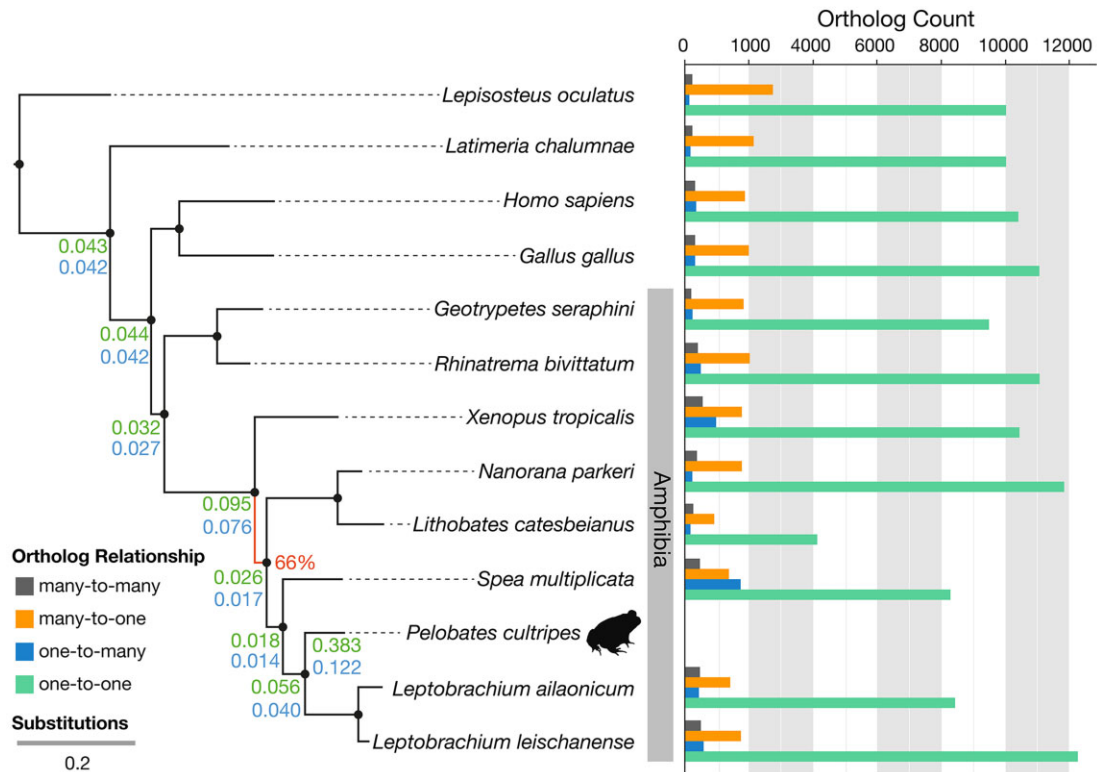 Ortholog Count
0 1000 4000 6000 8000 10000 12000
Lepisosteus oculatus
Latimeria chalumnae
Homo sapiens
Gallus gallus
Geotrypetes seraphini
Rhinatrema bivittatum
Xenopus tropicalis
Nanorana parkeri
Lithobates catesbeianus
Spea multiplicata
Pelobates cultripes
Leptobrachium ailaonicum
Leptobrachium leischanense
Amphibia
0.043
0.042
0.044
0.042
0.032
0.027
0.095
0.076
66%
0.026
0.017
0.018
0.014
0.383
0.122
0.056
0.040
Ortholog Relationship
many-to-many
many-to-one
one-to-many
one-to-one
Substitutions
0.2